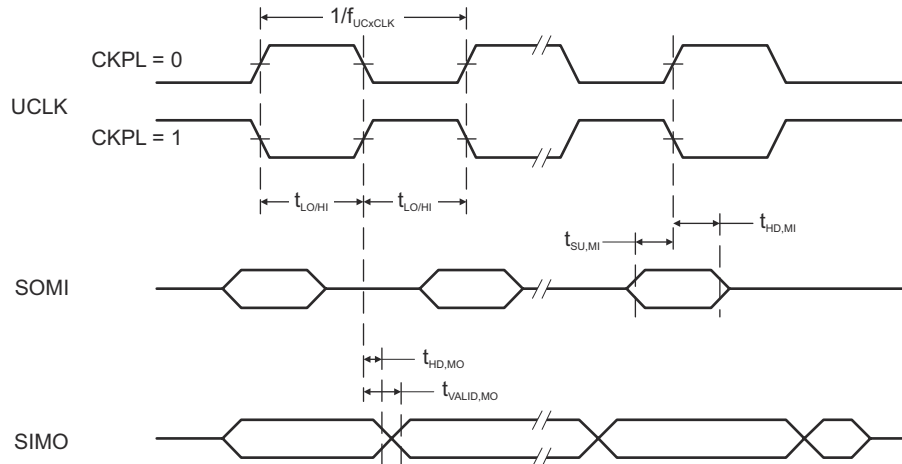 1/fUCxCLK
CKPL = 0
UCLK
CKPL = 1
tLO/HI tLO/HI
tSU,MI
tHD,MI
SOMI
tHD,MO
tVALID,MO
SIMO